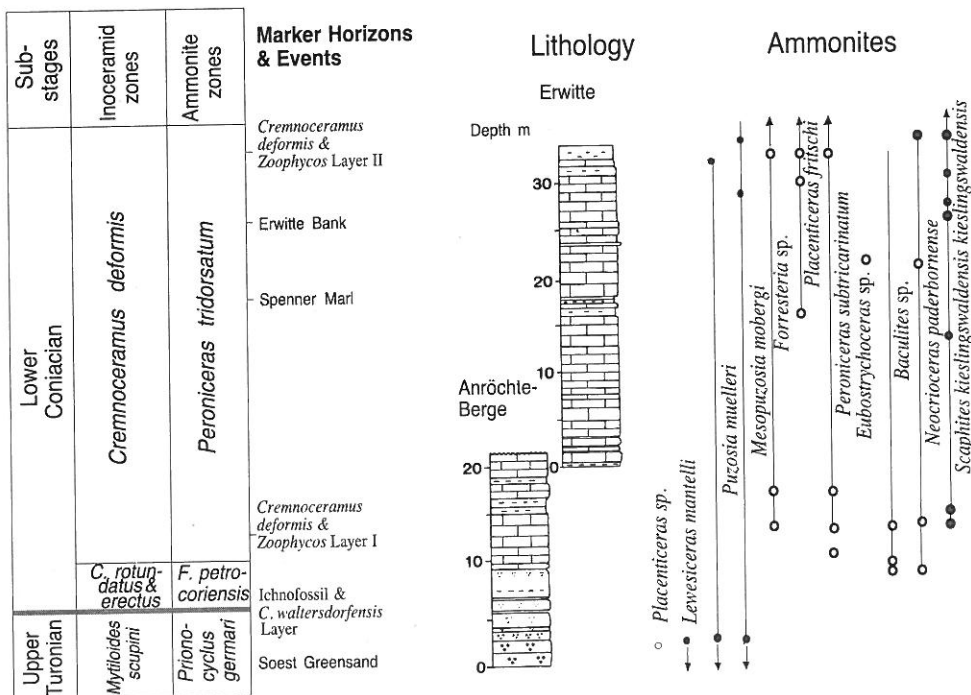 Sub-
stages
Inoceramid
zones
Ammonite
zones
Marker Horizons
& Events
Lithology
Ammonites
Erwitte
Depth m
Lower
Coniacian
Cremnoceramus deformis
Peroniceras tridorsatum
Cremnoceramus
deformis &
Zoophycos Layer II
Erwitte Bank
Spenner Marl
Cremnoceramus
deformis &
Zoophycos Layer I
C. rotun-
datus &
erectus
F. petro-
coriensis
Ichnofossil &
C. waltersdorfensis
Layer
Upper
Turonian
Mytiloides
scupini
Priono-
cyclus
germari
Soest Greensand
30
20
10
0
Anröchte-
Berge
20
10
0
Placenticeras sp.
Lewesiceras mantelli
Puzosia muelleri
Mesopuzosia mobergi
Forresteria sp.
Placenticeras fritschi
Peroniceras subtricarinatum
Eubostrychoceras sp.
Baculites sp.
Neocrioceras paderbornense
Scaphites kieslingswaldensis kieslingswaldensis